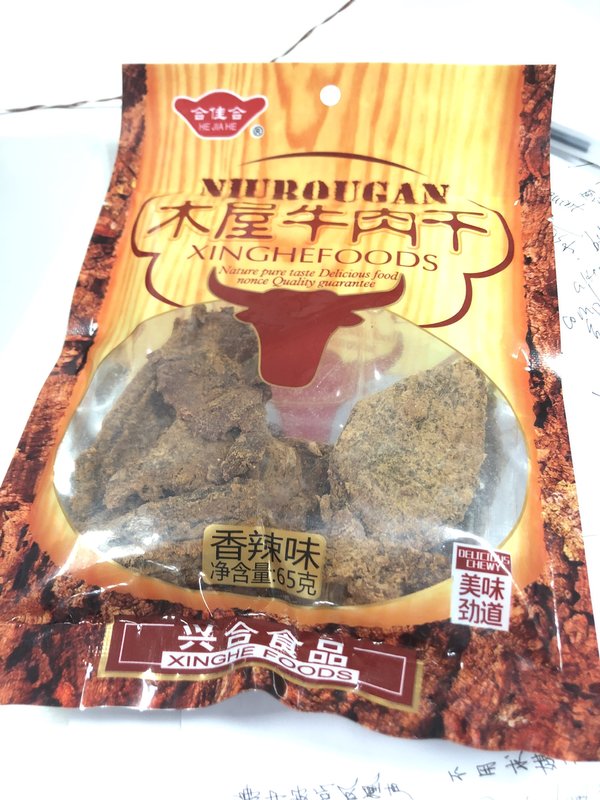 合佳合
HE JIA HE
®
NIUROUGAN
木屋牛肉干
XINGHEFOODS
Nature pure taste Delicious food
nonce Quality guarantee
香辣味
净含量:65克
DELICIOUS
CHEWY
美味
劲道
兴合食品
XINGHE FOODS
不用